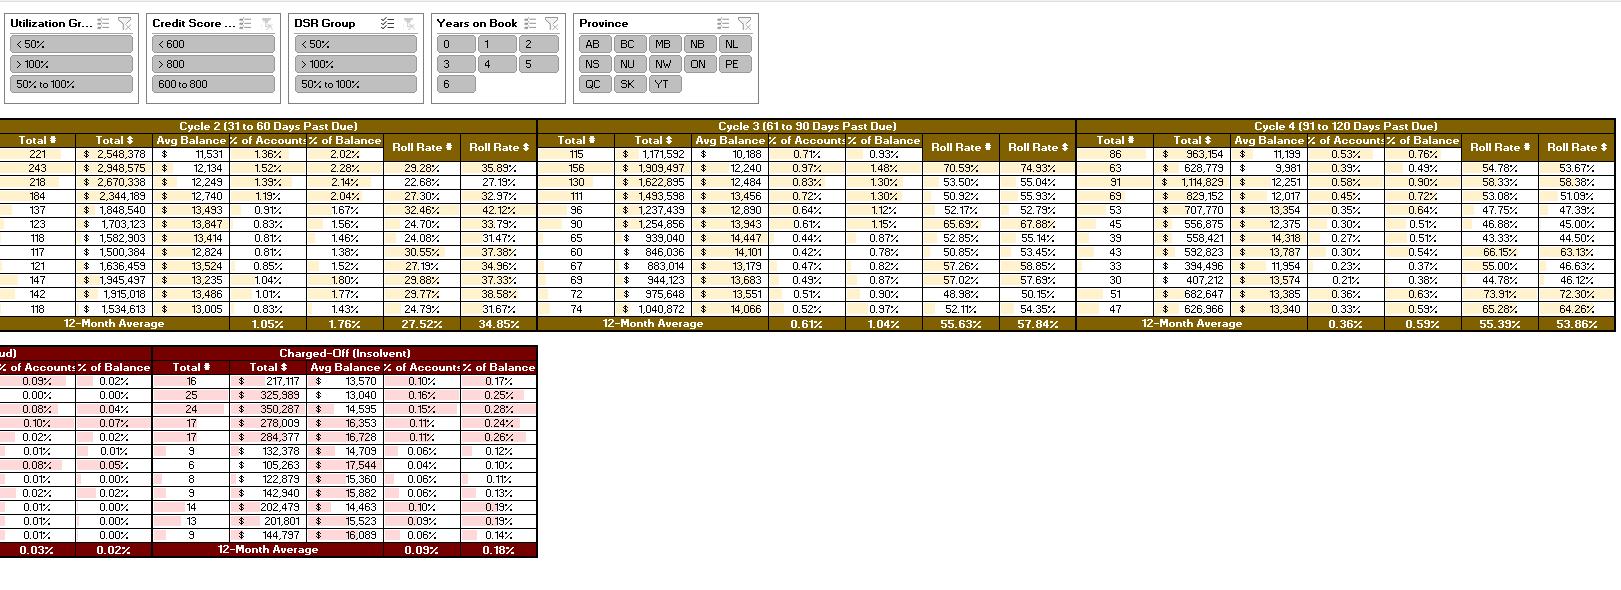 Utilization Gr... Credit Score ... DSR Group Years on Book Province
< 50% < 600 < 50% 0 1 2 AB BC MB NB NL
> 100% > 800 > 100% 3 4 5 NS NU NW ON PE
50% to 100% 600 to 800 50% to 100% 6 QC SK YT
Cycle 2 (31 to 60 Days Past Due) Cycle 3 (61 to 90 Days Past Due) Cycle 4 (91 to 120 Days Past Due)
Total # Total $ Avg Balance % of Accounts % of Balance Roll Rate # Roll Rate $ Total # Total $ Avg Balance % of Accounts % of Balance Roll Rate # Roll Rate $ Total # Total $ Avg Balance % of Accounts % of Balance Roll Rate # Roll Rate $
221 $ 2,548,378 $ 11,531 1.36% 2.02% 115 $ 1,171,592 $ 10,188 0.71% 0.93% 86 $ 963,154 $ 11,199 0.53% 0.76%
243 $ 2,948,575 $ 12,134 1.52% 2.28% 29.28% 35.89% 156 $ 1,909,497 $ 12,240 0.97% 1.48% 70.59% 74.93% 63 $ 628,779 $ 9,981 0.39% 0.49% 54.78% 53.67%
218 $ 2,670,338 $ 12,249 1.39% 2.14% 22.68% 27.19% 130 $ 1,622,895 $ 12,484 0.83% 1.30% 53.50% 55.04% 91 $ 1,114,829 $ 12,251 0.58% 0.90% 58.33% 58.38%
184 $ 2,344,169 $ 12,740 1.19% 2.04% 27.30% 32.97% 111 $ 1,493,598 $ 13,456 0.72% 1.30% 50.92% 55.93% 69 $ 829,152 $ 12,017 0.45% 0.72% 53.08% 51.09%
137 $ 1,848,540 $ 13,493 0.91% 1.67% 32.46% 42.12% 96 $ 1,237,439 $ 12,890 0.64% 1.12% 52.17% 52.79% 53 $ 707,770 $ 13,354 0.35% 0.64% 47.75% 47.39%
123 $ 1,703,123 $ 13,847 0.83% 1.56% 24.70% 33.79% 90 $ 1,254,856 $ 13,943 0.61% 1.15% 65.69% 67.88% 45 $ 556,875 $ 12,375 0.30% 0.51% 46.88% 45.00%
118 $ 1,582,903 $ 13,414 0.81% 1.46% 24.08% 31.47% 65 $ 939,040 $ 14,447 0.44% 0.87% 52.85% 55.14% 39 $ 558,421 $ 14,318 0.27% 0.51% 43.33% 44.50%
117 $ 1,500,384 $ 12,824 0.81% 1.38% 30.55% 37.38% 60 $ 846,036 $ 14,101 0.42% 0.78% 50.85% 53.45% 43 $ 592,823 $ 13,787 0.30% 0.54% 66.15% 63.13%
121 $ 1,636,459 $ 13,524 0.85% 1.52% 27.19% 34.96% 67 $ 883,014 $ 13,179 0.47% 0.82% 57.26% 58.85% 33 $ 394,496 $ 11,954 0.23% 0.37% 55.00% 46.63%
147 $ 1,945,497 $ 13,235 1.04% 1.80% 29.88% 37.33% 69 $ 944,123 $ 13,683 0.49% 0.87% 57.02% 57.69% 30 $ 407,212 $ 13,574 0.21% 0.38% 44.78% 46.12%
142 $ 1,915,018 $ 13,486 1.01% 1.77% 29.77% 38.58% 72 $ 975,648 $ 13,551 0.51% 0.90% 48.98% 50.15% 51 $ 682,647 $ 13,385 0.36% 0.63% 73.91% 72.30%
118 $ 1,534,613 $ 13,005 0.83% 1.43% 24.79% 31.67% 74 $ 1,040,872 $ 14,066 0.52% 0.97% 52.11% 54.35% 47 $ 626,966 $ 13,340 0.33% 0.59% 65.28% 64.26%
12-Month Average 1.05% 1.76% 27.52% 34.85% 12-Month Average 0.61% 1.04% 55.63% 57.84% 12-Month Average 0.36% 0.59% 55.39% 53.86%
ud) Charged-Off (Insolvent)
% of Accounts % of Balance Total # Total $ Avg Balance % of Accounts % of Balance
0.09% 0.02% 16 $ 217,117 $ 13,570 0.10% 0.17%
0.00% 0.00% 25 $ 325,989 $ 13,040 0.16% 0.25%
0.08% 0.04% 24 $ 350,287 $ 14,595 0.15% 0.28%
0.10% 0.07% 17 $ 278,009 $ 16,353 0.11% 0.24%
0.02% 0.02% 17 $ 284,377 $ 16,728 0.11% 0.26%
0.01% 0.01% 9 $ 132,378 $ 14,709 0.06% 0.12%
0.08% 0.05% 6 $ 105,263 $ 17,544 0.04% 0.10%
0.01% 0.00% 8 $ 122,879 $ 15,360 0.06% 0.11%
0.02% 0.02% 9 $ 142,940 $ 15,882 0.06% 0.13%
0.01% 0.00% 14 $ 202,479 $ 14,463 0.10% 0.19%
0.01% 0.00% 13 $ 201,801 $ 15,523 0.09% 0.19%
0.01% 0.00% 9 $ 144,797 $ 16,089 0.06% 0.14%
0.03% 0.02% 12-Month Average 0.09% 0.18%